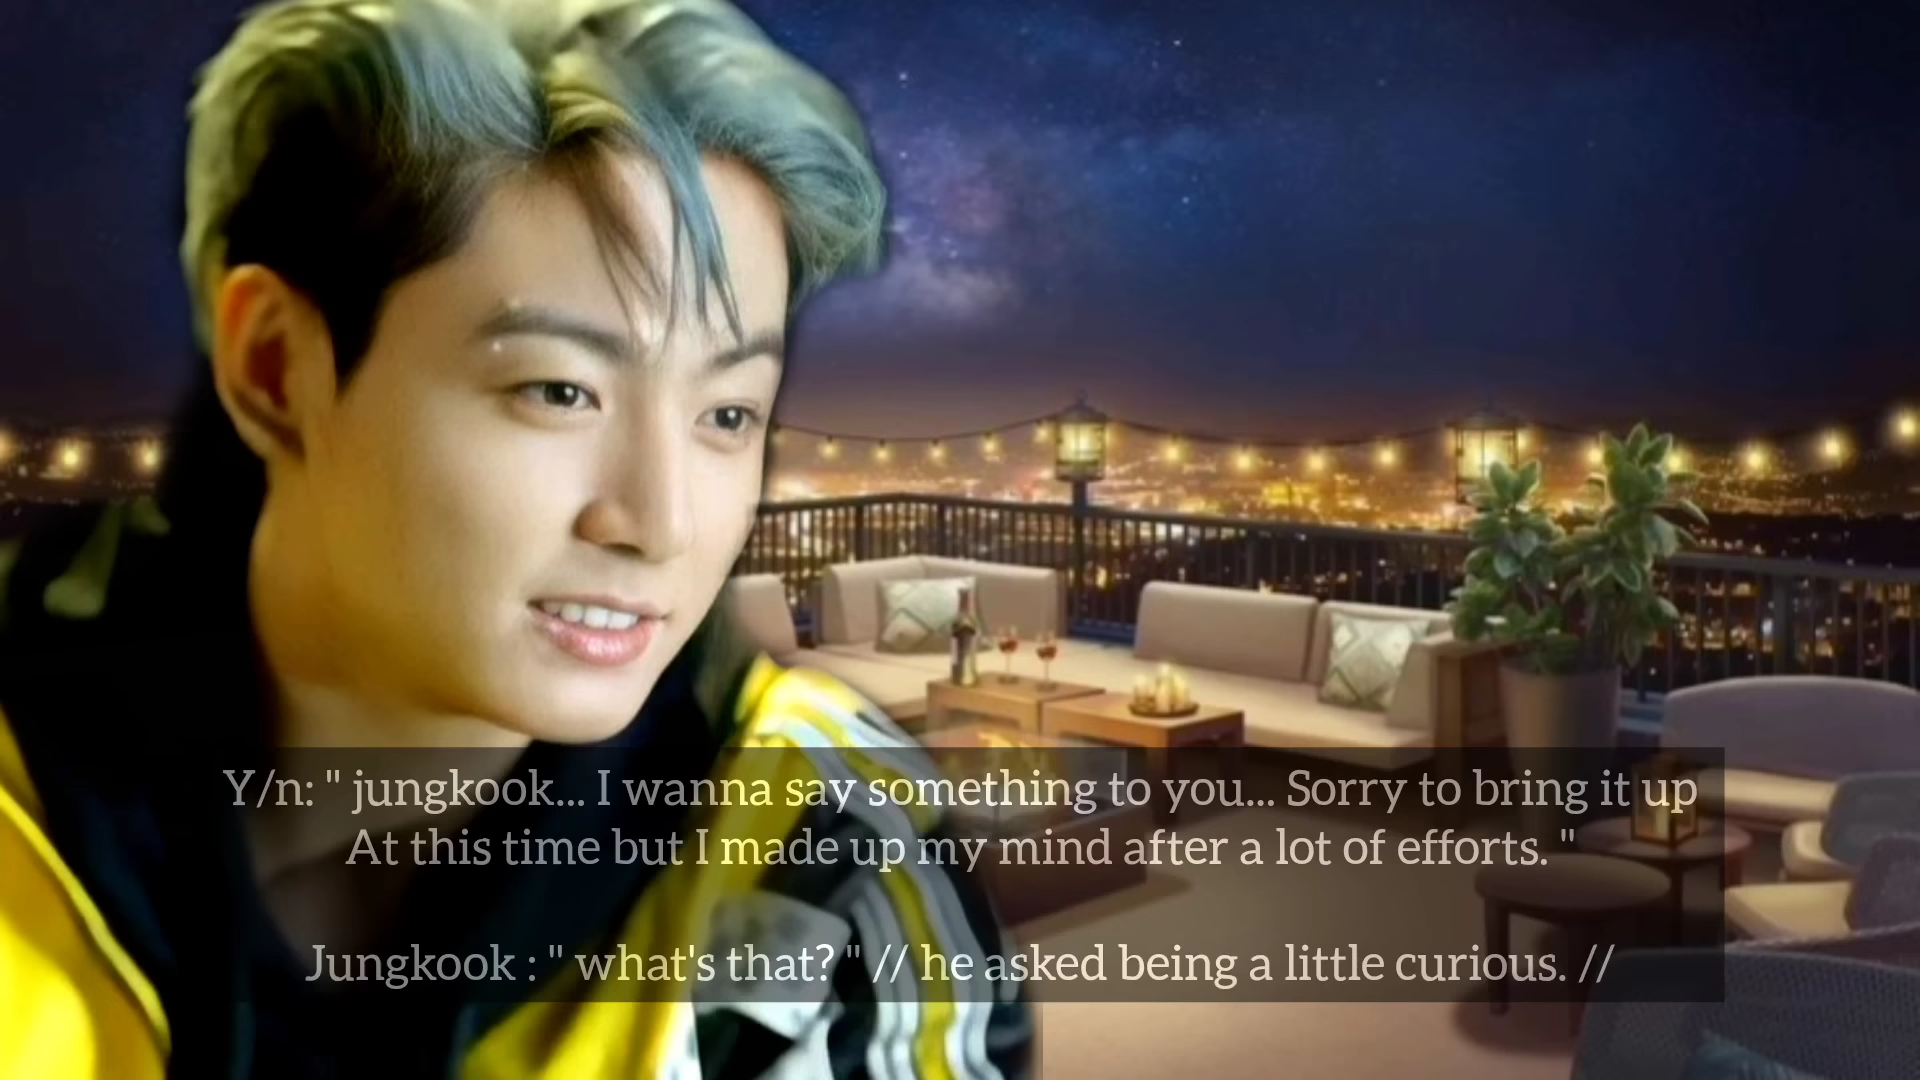 Y/n: " jungkook... I wanna say something to you... Sorry to bring it up
At this time but I made up my mind after a lot of efforts. "
Jungkook : " what's that? " // he asked being a little curious. //